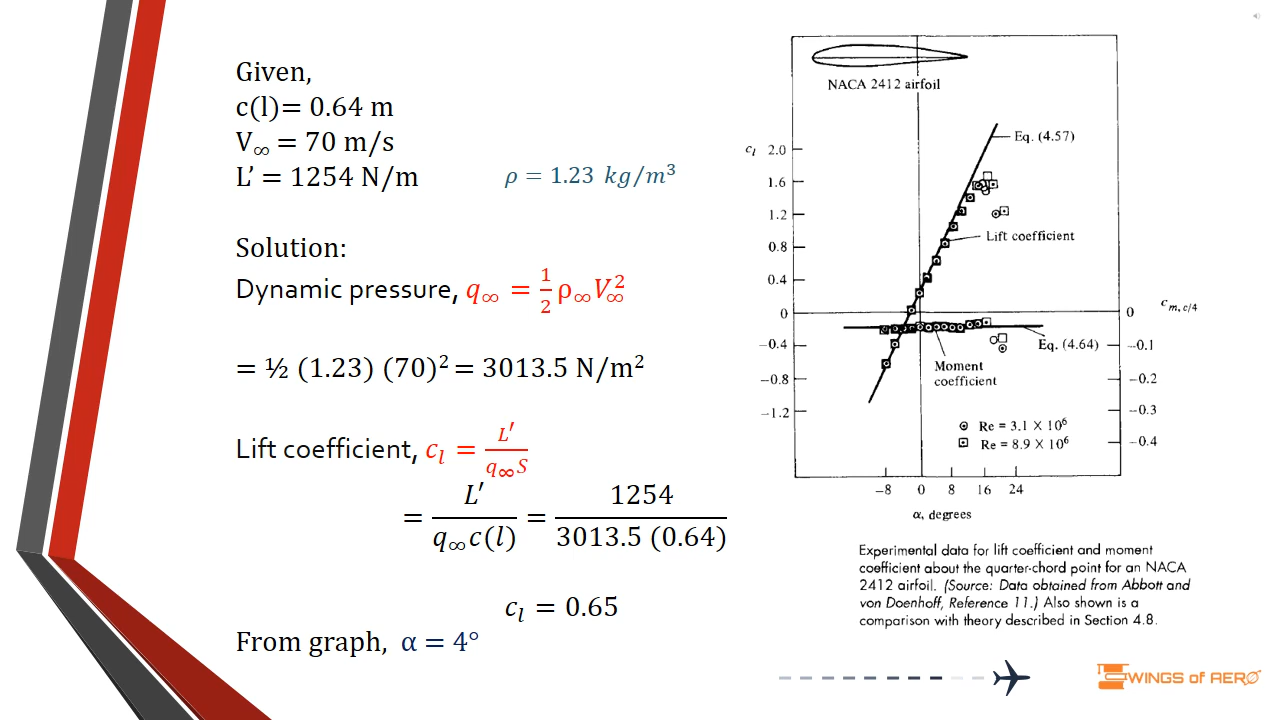 Given,
c(l)= 0.64 m
V∞ = 70 m/s
L’ = 1254 N/m
ρ = 1.23 kg/m³
Solution:
Dynamic pressure, q∞ = 1/2 ρ∞V∞²
= ½ (1.23) (70)² = 3013.5 N/m²
Lift coefficient, c_l = L′/q∞S
= L′/q∞c(l) = 1254/3013.5 (0.64)
c_l = 0.65
From graph, α = 4°
NACA 2412 airfoil
c_l
2.0
1.6
1.2
0.8
0.4
0
−0.4
−0.8
−1.2
Eq. (4.57)
Lift coefficient
c_m,c/4
0
−0.1
−0.2
−0.3
−0.4
Eq. (4.64)
Moment
coefficient
Re = 3.1 × 10⁶
Re = 8.9 × 10⁶
−8 0 8 16 24
α, degrees
Experimental data for lift coefficient and moment
coefficient about the quarter-chord point for an NACA
2412 airfoil. (Source: Data obtained from Abbott and
von Doenhoff, Reference 11.) Also shown is a
comparison with theory described in Section 4.8.
WINGS of AERO